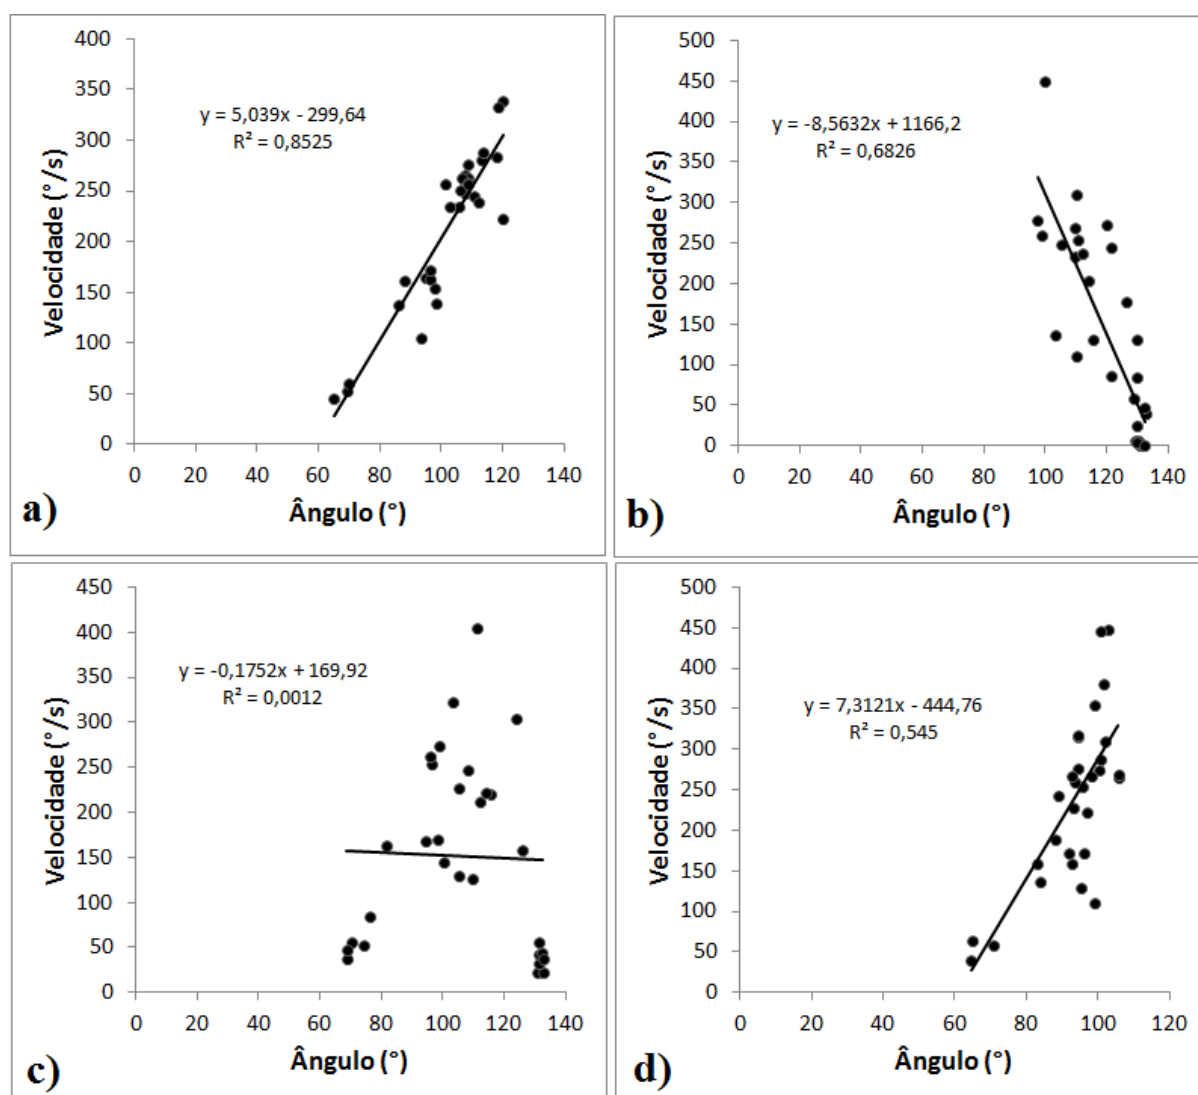 400
350
300
250
200
150
100
50
0
Velocidade (°/s)
y = 5,039x - 299,64
R² = 0,8525
0 20 40 60 80 100 120 140
Ângulo (°)
a)
500
450
400
350
300
250
200
150
100
50
0
Velocidade (°/s)
y = -8,5632x + 1166,2
R² = 0,6826
0 20 40 60 80 100 120 140
Ângulo (°)
b)
450
400
350
300
250
200
150
100
50
0
Velocidade (°/s)
y = -0,1752x + 169,92
R² = 0,0012
0 20 40 60 80 100 120 140
Ângulo (°)
c)
500
450
400
350
300
250
200
150
100
50
0
Velocidade (°/s)
y = 7,3121x - 444,76
R² = 0,545
0 20 40 60 80 100 120
Ângulo (°)
d)